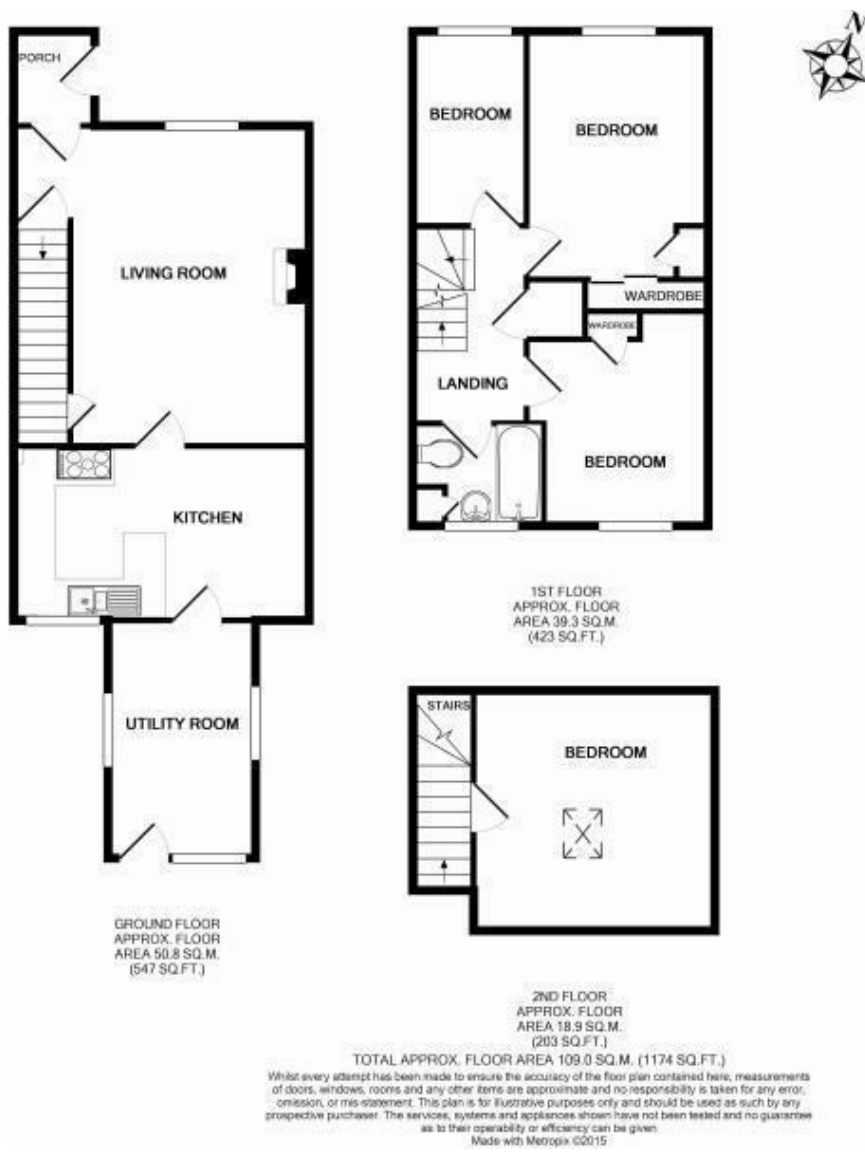 N
PORCH
LIVING ROOM
KITCHEN
UTILITY ROOM
GROUND FLOOR
APPROX. FLOOR
AREA 50.8 SQ.M.
(547 SQ.FT.)
BEDROOM
BEDROOM
WARDROBE
WARDROBE
LANDING
BEDROOM
1ST FLOOR
APPROX. FLOOR
AREA 39.3 SQ.M.
(423 SQ.FT.)
STAIRS
BEDROOM
2ND FLOOR
APPROX. FLOOR
AREA 18.9 SQ.M.
(203 SQ.FT.)
TOTAL APPROX. FLOOR AREA 109.0 SQ.M. (1174 SQ.FT.)
Whilst every attempt has been made to ensure the accuracy of the floor plan contained here, measurements
of doors, windows, rooms and any other items are approximate and no responsibility is taken for any error,
omission, or mis-statement. This plan is for illustrative purposes only and should be used as such by any
prospective purchaser. The services, systems and appliances shown have not been tested and no guarantee
as to their operability or efficiency can be given
Made with Metropix ©2015